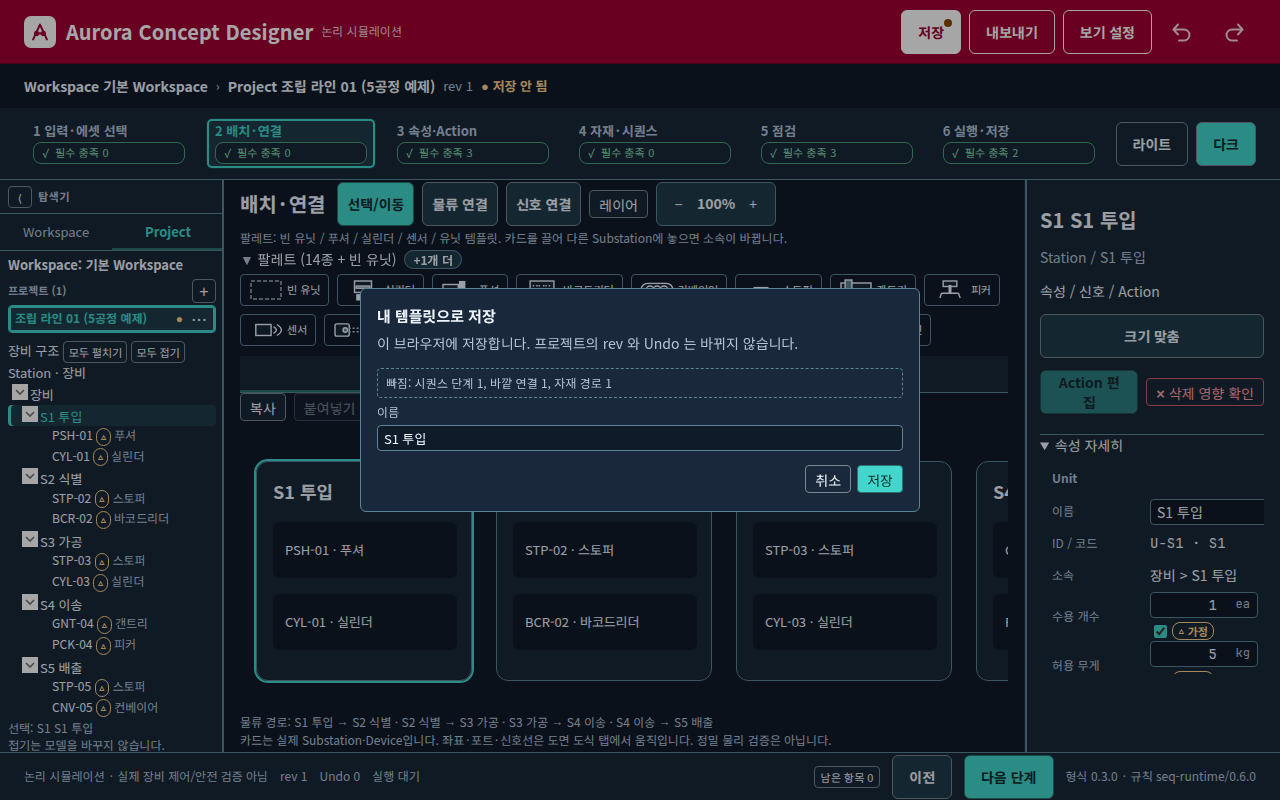 Aurora Concept Designer 논리 시뮬레이션
저장 내보내기 보기 설정
Workspace 기본 Workspace › Project 조립 라인 01 (5공정 예제) rev 1 ● 저장 안 됨
1 입력·에셋 선택
✓ 필수 충족 0
2 배치·연결
✓ 필수 충족 0
3 속성·Action
✓ 필수 충족 3
4 자재·시퀀스
✓ 필수 충족 0
5 점검
✓ 필수 충족 3
6 실행·저장
✓ 필수 충족 2
라이트 다크
⟨ 탐색기
Workspace Project
Workspace: 기본 Workspace
프로젝트 (1) +
조립 라인 01 (5공정 예제) ● ···
장비 구조 모두 펼치기 모두 접기
Station · 장비
장비
S1 투입
PSH-01 푸셔
CYL-01 실린더
S2 식별
STP-02 스토퍼
BCR-02 바코드리더
S3 가공
STP-03 스토퍼
CYL-03 실린더
S4 이송
GNT-04 갠트리
PCK-04 피커
S5 배출
STP-05 스토퍼
CNV-05 컨베이어
선택: S1 S1 투입
접기는 모델을 바꾸지 않습니다.
배치·연결 선택/이동 물류 연결 신호 연결 레이어 − 100% +
팔레트: 빈 유닛 / 푸셔 / 실린더 / 센서 / 유닛 템플릿. 카드를 끌어 다른 Substation에 놓으면 소속이 바뀝니다.
▼ 팔레트 (14종 + 빈 유닛) +1개 더
빈 유닛
피커
센서
복사 붙여넣기
내 템플릿으로 저장
이 브라우저에 저장합니다. 프로젝트의 rev 와 Undo 는 바뀌지 않습니다.
빠짐: 시퀀스 단계 1, 바깥 연결 1, 자재 경로 1
이름
S1 투입
취소 저장
S1 투입
PSH-01 · 푸셔
CYL-01 · 실린더
STP-02 · 스토퍼
BCR-02 · 바코드리더
STP-03 · 스토퍼
CYL-03 · 실린더
S4
물류 경로: S1 투입 → S2 식별 · S2 식별 → S3 가공 · S3 가공 → S4 이송 · S4 이송 → S5 배출
카드는 실제 Substation·Device입니다. 좌표·포트·신호선은 도면 도식 탭에서 움직입니다. 정밀 물리 검증은 아닙니다.
S1 S1 투입
Station / S1 투입
속성 / 신호 / Action
크기 맞춤
Action 편집
× 삭제 영향 확인
▼ 속성 자세히
Unit
이름 S1 투입
ID / 코드 U-S1 · S1
소속 장비 > S1 투입
수용 개수 1 ea
가정
허용 무게 5 kg
논리 시뮬레이션 · 실제 장비 제어/안전 검증 아님 rev 1 Undo 0 실행 대기
남은 항목 0 이전 다음 단계 형식 0.3.0 · 규칙 seq-runtime/0.6.0